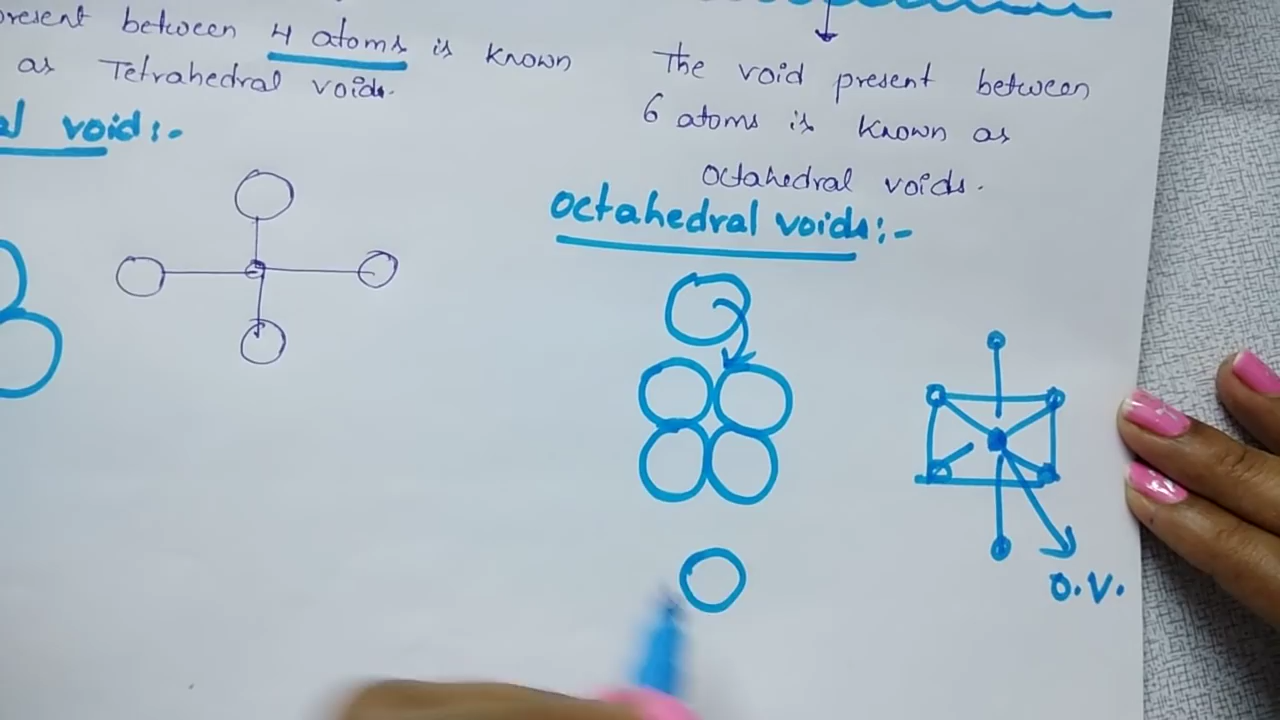 present between 4 atoms is known
as Tetrahedral voids.
al void:-
The void present between
6 atoms is known as
octahedral voids.
octahedral voids:-
O.V.